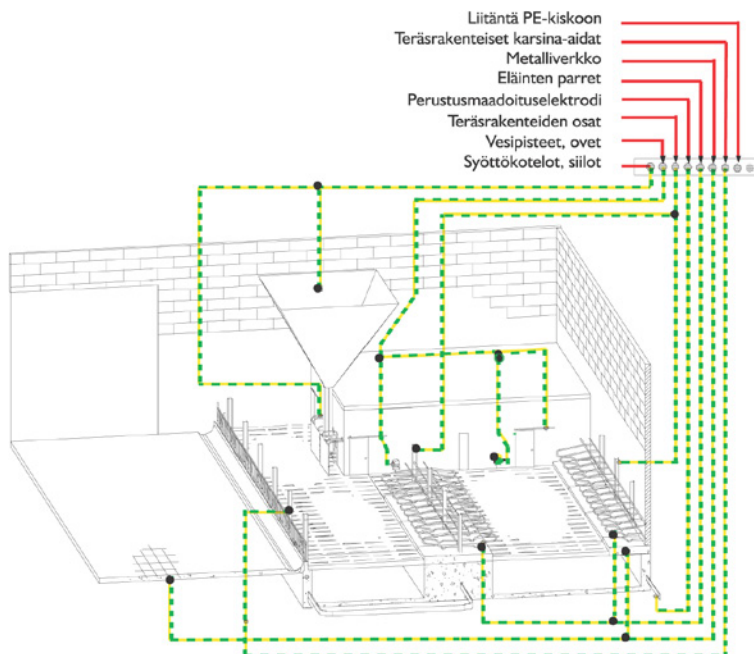 Liitäntä PE-kiskoon
Teräsrakenteiset karsina-aidat
Metalliverkko
Eläinten parret
Perustusmaadoituselektrodi
Teräsrakenteiden osat
Vesipisteet, ovet
Syöttökotelot, siilot